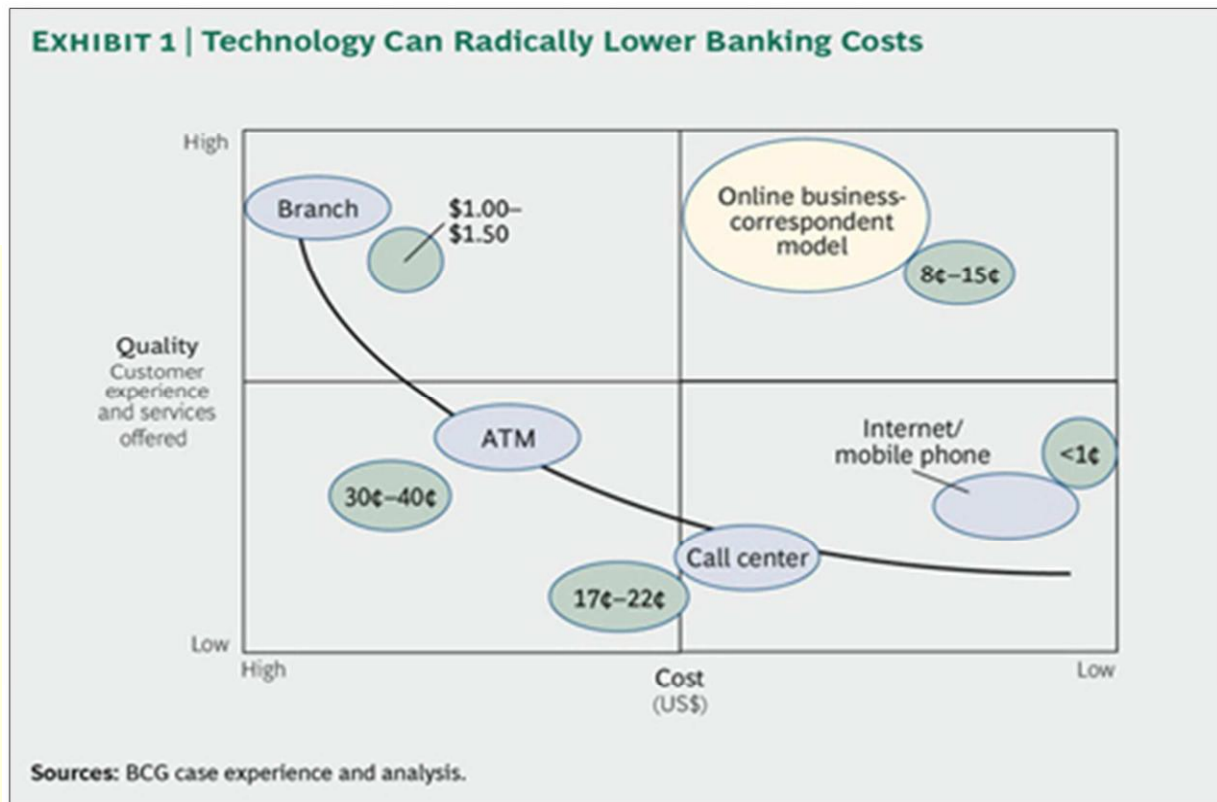 EXHIBIT 1 | Technology Can Radically Lower Banking Costs
High
Branch
$1.00–
$1.50
Online business-
correspondent
model
8¢–15¢
Quality
Customer
experience
and services
offered
ATM
30¢–40¢
Internet/
mobile phone
<1¢
Call center
17¢–22¢
Low
High
Cost
(US$)
Low
Sources: BCG case experience and analysis.